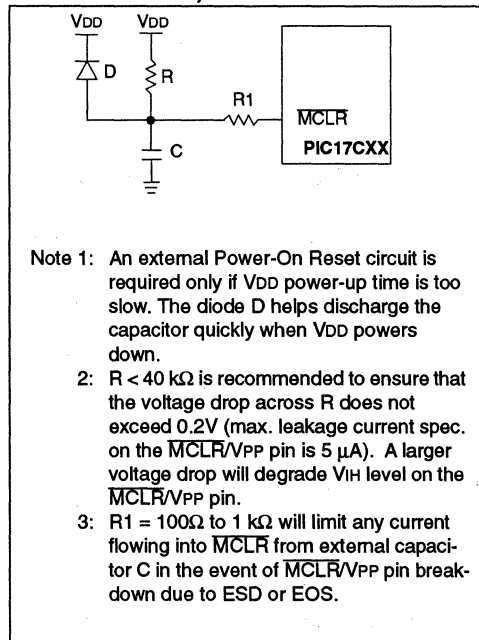 VDD VDD
D
R
R1
MCLR
C
PIC17CXX
Note 1: An external Power-On Reset circuit is
required only if VDD power-up time is too
slow. The diode D helps discharge the
capacitor quickly when VDD powers
down.
2: R < 40 kΩ is recommended to ensure that
the voltage drop across R does not
exceed 0.2V (max. leakage current spec.
on the MCLR/VPP pin is 5 µA). A larger
voltage drop will degrade VIH level on the
MCLR/VPP pin.
3: R1 = 100Ω to 1 kΩ will limit any current
flowing into MCLR from external capaci-
tor C in the event of MCLR/VPP pin break-
down due to ESD or EOS.